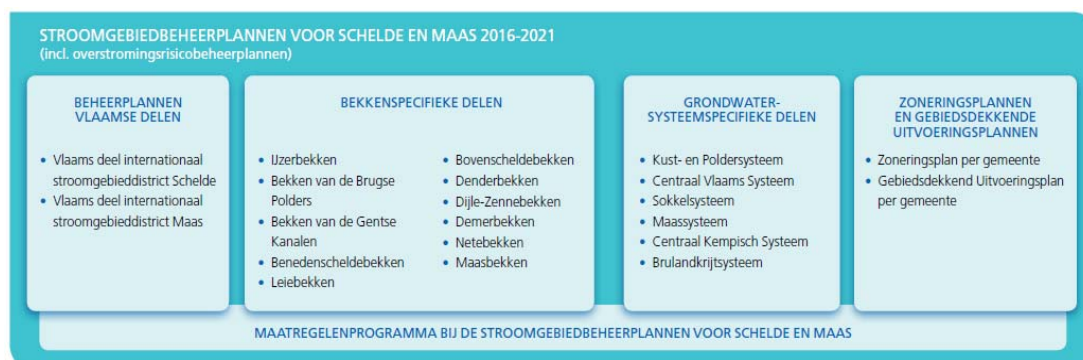 STROOMGEBIEDBEHEERPLANNEN VOOR SCHELDE EN MAAS 2016-2021
(incl. overstromingsrisicobeheerplannen)
BEHEERPLANNEN
VLAAMSE DELEN
• Vlaams deel internationaal
stroomgebieddistrict Schelde
• Vlaams deel internationaal
stroomgebieddistrict Maas
BEKKENSPECIFIEKE DELEN
• IJzerbekken
• Bekken van de Brugse
Polders
• Bekken van de Gentse
Kanalen
• Benedenscheldebekken
• Leiebekken
• Bovenscheldebekken
• Denderbekken
• Dijle-Zennebekken
• Demerbekken
• Netebekken
• Maasbekken
GRONDWATER-
SYSTEEMSPECIFIEKE DELEN
• Kust- en Poldersysteem
• Centraal Vlaams Systeem
• Sokkelsysteem
• Maassysteem
• Centraal Kempisch Systeem
• Brulandkrijtsysteem
ZONERINGSPLANNEN
EN GEBIEDSDEKKENDE
UITVOERINGSPLANNEN
• Zoneringsplan per gemeente
• Gebiedsdekkend Uitvoeringsplan
per gemeente
MAATREGELENPROGRAMMA BIJ DE STROOMGEBIEDBEHEERPLANNEN VOOR SCHELDE EN MAAS